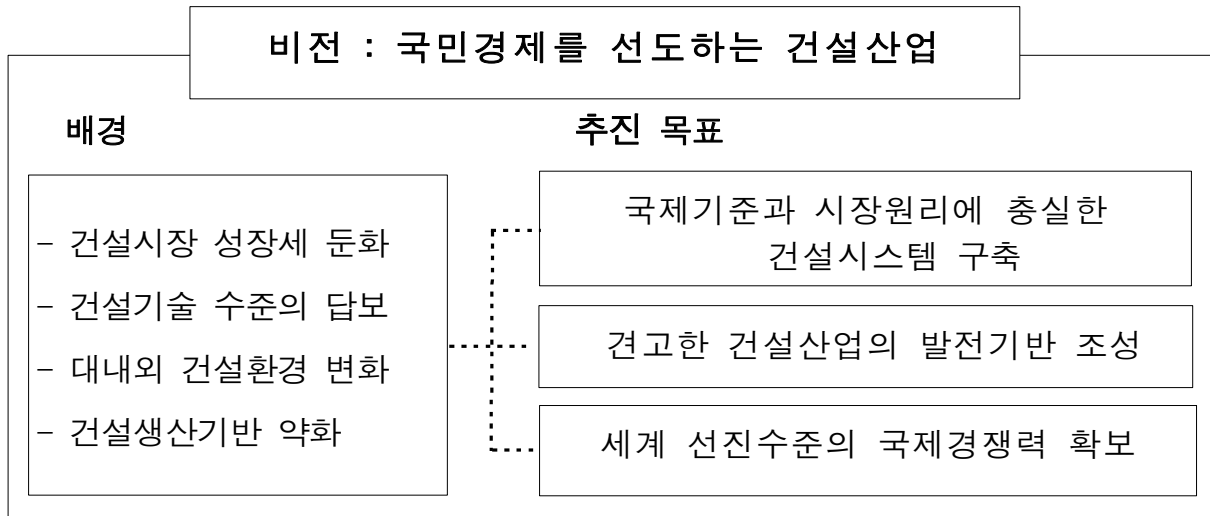 비전 : 국민경제를 선도하는 건설산업
배경
추진 목표
– 건설시장 성장세 둔화
– 건설기술 수준의 답보
– 대내외 건설환경 변화
– 건설생산기반 약화
국제기준과 시장원리에 충실한
건설시스템 구축
견고한 건설산업의 발전기반 조성
세계 선진수준의 국제경쟁력 확보